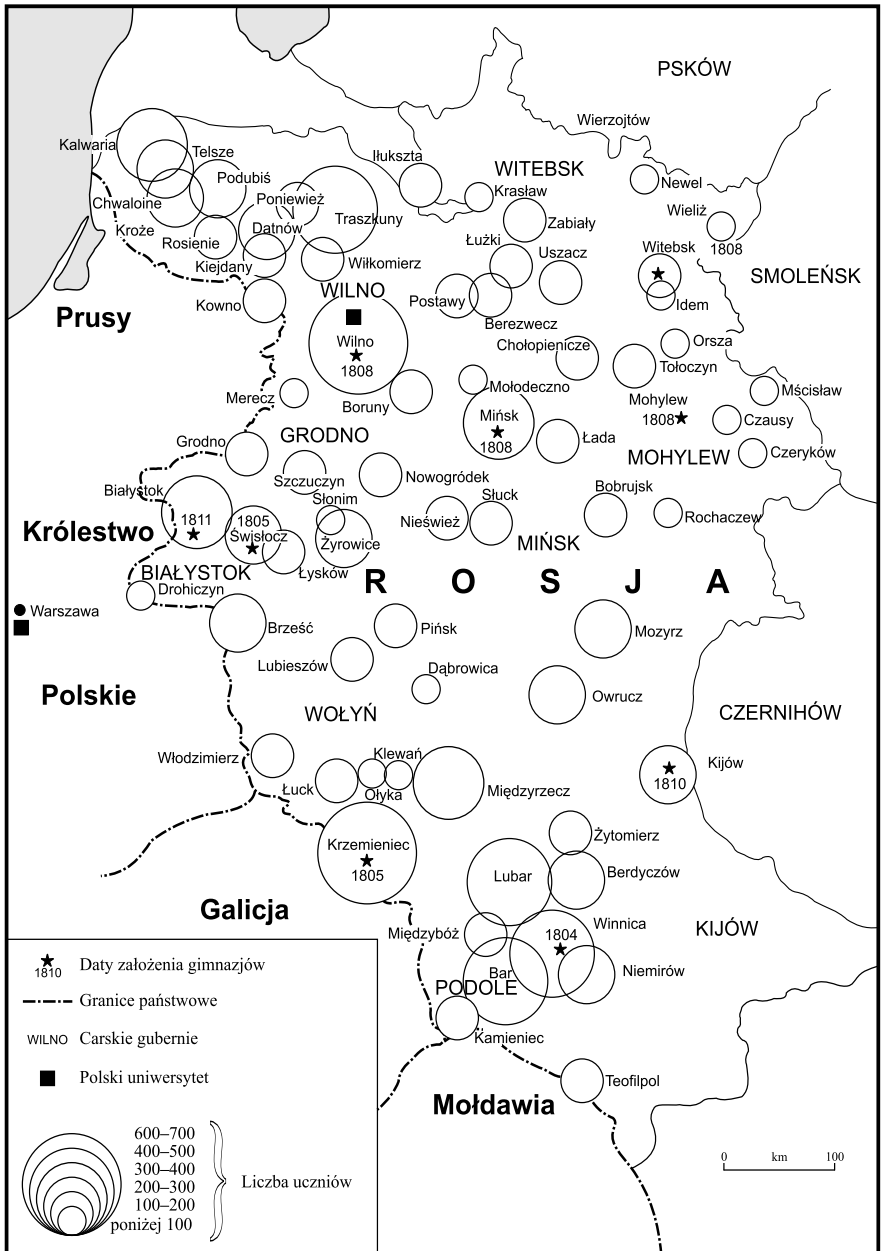 PSKÓW
Wierzojtów
Kalwaria
Telsze
Iłukszta
WITEBSK
Podubiś
Poniewież
Krasław
Newel
Chwaloine
Traszkuny
Wieliż
Kroże
Datnów
Zabiały
Rosienie
Łużki
1808
Kiejdany
Wiłkomierz
Uszacz
Witebsk
SMOLEŃSK
Kowno
WILNO
Postawy
Idem
Prusy
Berezwecz
Wilno
1808
Chołopienicze
Orsza
Tołoczyn
Merecz
Boruny
Mołodeczno
Mohylew
1808
Mścisław
Mińsk
1808
Czausy
Grodno
GRODNO
Łada
MOHYLEW
Czeryków
Szczuczyn
Nowogródek
Białystok
1811
Słonim
Słuck
Bobrujsk
1805
Świsłocz
Nieśwież
Rochaczew
Królestwo
Żyrowice
MIŃSK
BIAŁYSTOK
Łysków
R O S J A
Drohiczyn
Warszawa
Brześć
Pińsk
Mozyrz
Lubieszów
Dąbrowica
Polskie
Owrucz
WOŁYŃ
CZERNIHÓW
Włodzimierz
Klewań
Kijów
1810
Łuck
Ołyka
Międzyrzecz
Krzemieniec
1805
Żytomierz
Lubar
Berdyczów
Galicja
Międzybóż
1804
Winnica
KIJÓW
Bar
Niemirów
PODOLE
Kamieniec
Teofilpol
Mołdawia
0 km 100
1810 Daty założenia gimnazjów
Granice państwowe
WILNO Carskie gubernie
Polski uniwersytet
600–700
400–500
300–400
200–300
100–200
poniżej 100
Liczba uczniów